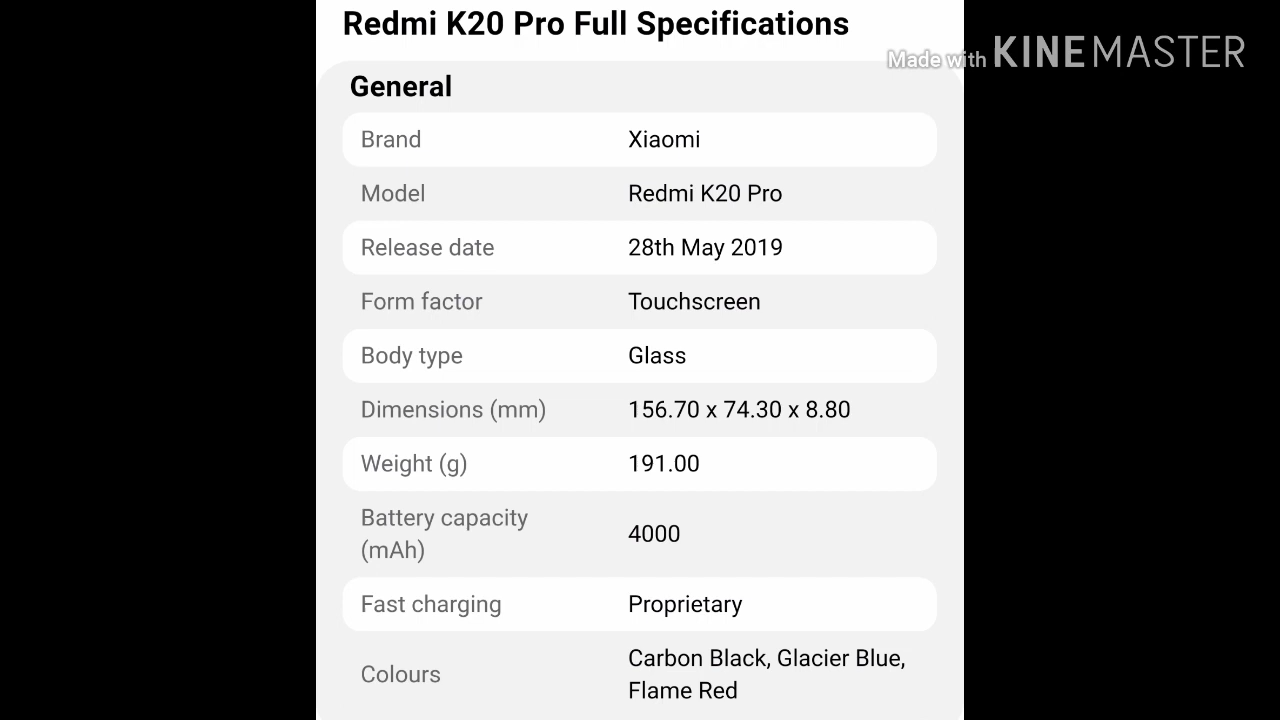 Redmi K20 Pro Full Specifications
Made with KINEMASTER
General
Brand Xiaomi
Model Redmi K20 Pro
Release date 28th May 2019
Form factor Touchscreen
Body type Glass
Dimensions (mm) 156.70 x 74.30 x 8.80
Weight (g) 191.00
Battery capacity
(mAh) 4000
Fast charging Proprietary
Colours Carbon Black, Glacier Blue,
Flame Red